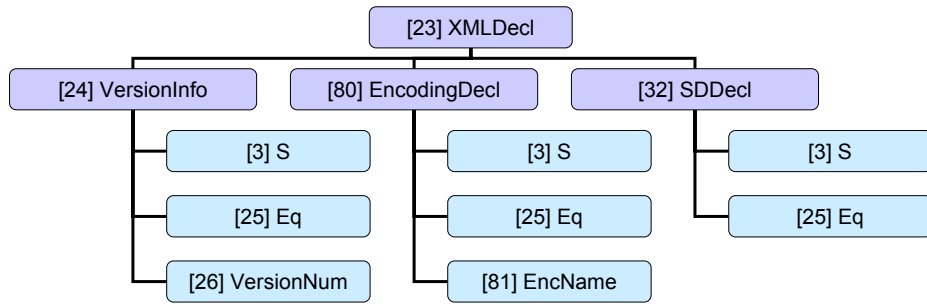 [23] XMLDecl
[24] VersionInfo
[80] EncodingDecl
[32] SDDecl
[3] S
[3] S
[3] S
[25] Eq
[25] Eq
[25] Eq
[26] VersionNum
[81] EncName